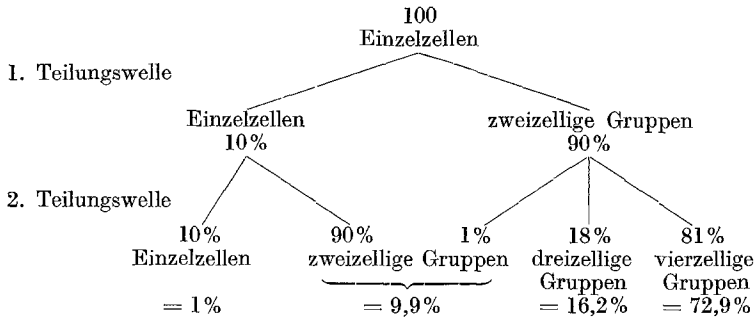 100
Einzelzellen
1. Teilungswelle
Einzelzellen zweizellige Gruppen
10% 90%
2. Teilungswelle
10% 90% 1% 18% 81%
Einzelzellen zweizellige Gruppen dreizellige vierzellige
Gruppen Gruppen
= 1% = 9,9% = 16,2% = 72,9%